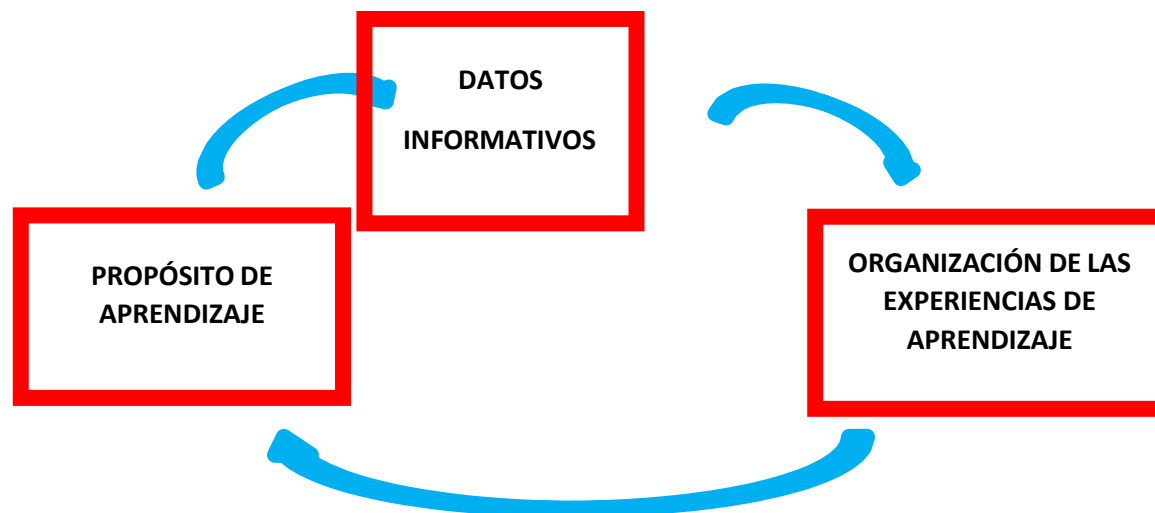 DATOS
INFORMATIVOS
PROPÓSITO DE
APRENDIZAJE
ORGANIZACIÓN DE LAS
EXPERIENCIAS DE
APRENDIZAJE